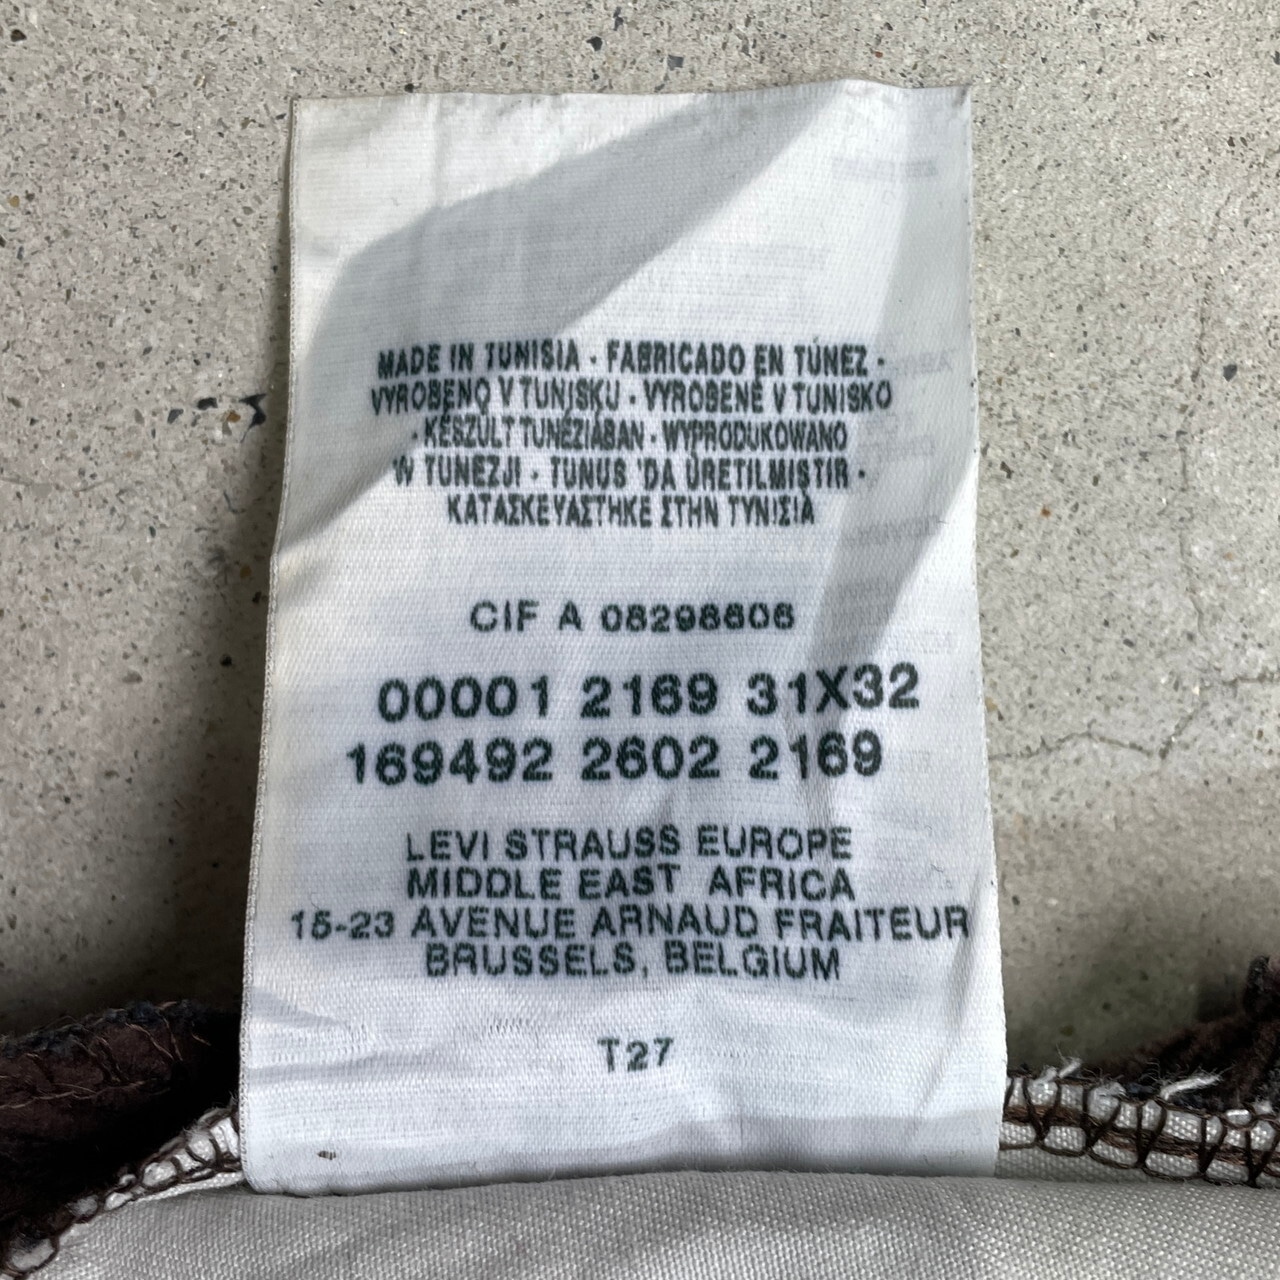 MADE IN TUNISIA · FABRICADO EN TÚNEZ ·
VYROBENO V TUNISKU · VYROBENÉ V TUNISKO
· KÉSZÜLT TUNÉZIÁBAN · WYPRODUKOWANO
W TUNEZJI · TUNUS 'DA ÜRETILMISTIR ·
ΚΑΤΑΣΚΕΥΑΣΤΗΚΕ ΣΤΗΝ ΤΥΝΙΣΙΑ
CIF A 08298606
00001 2169 31X32
169492 2602 2169
LEVI STRAUSS EUROPE
MIDDLE EAST AFRICA
15-23 AVENUE ARNAUD FRAITEUR
BRUSSELS, BELGIUM
T27